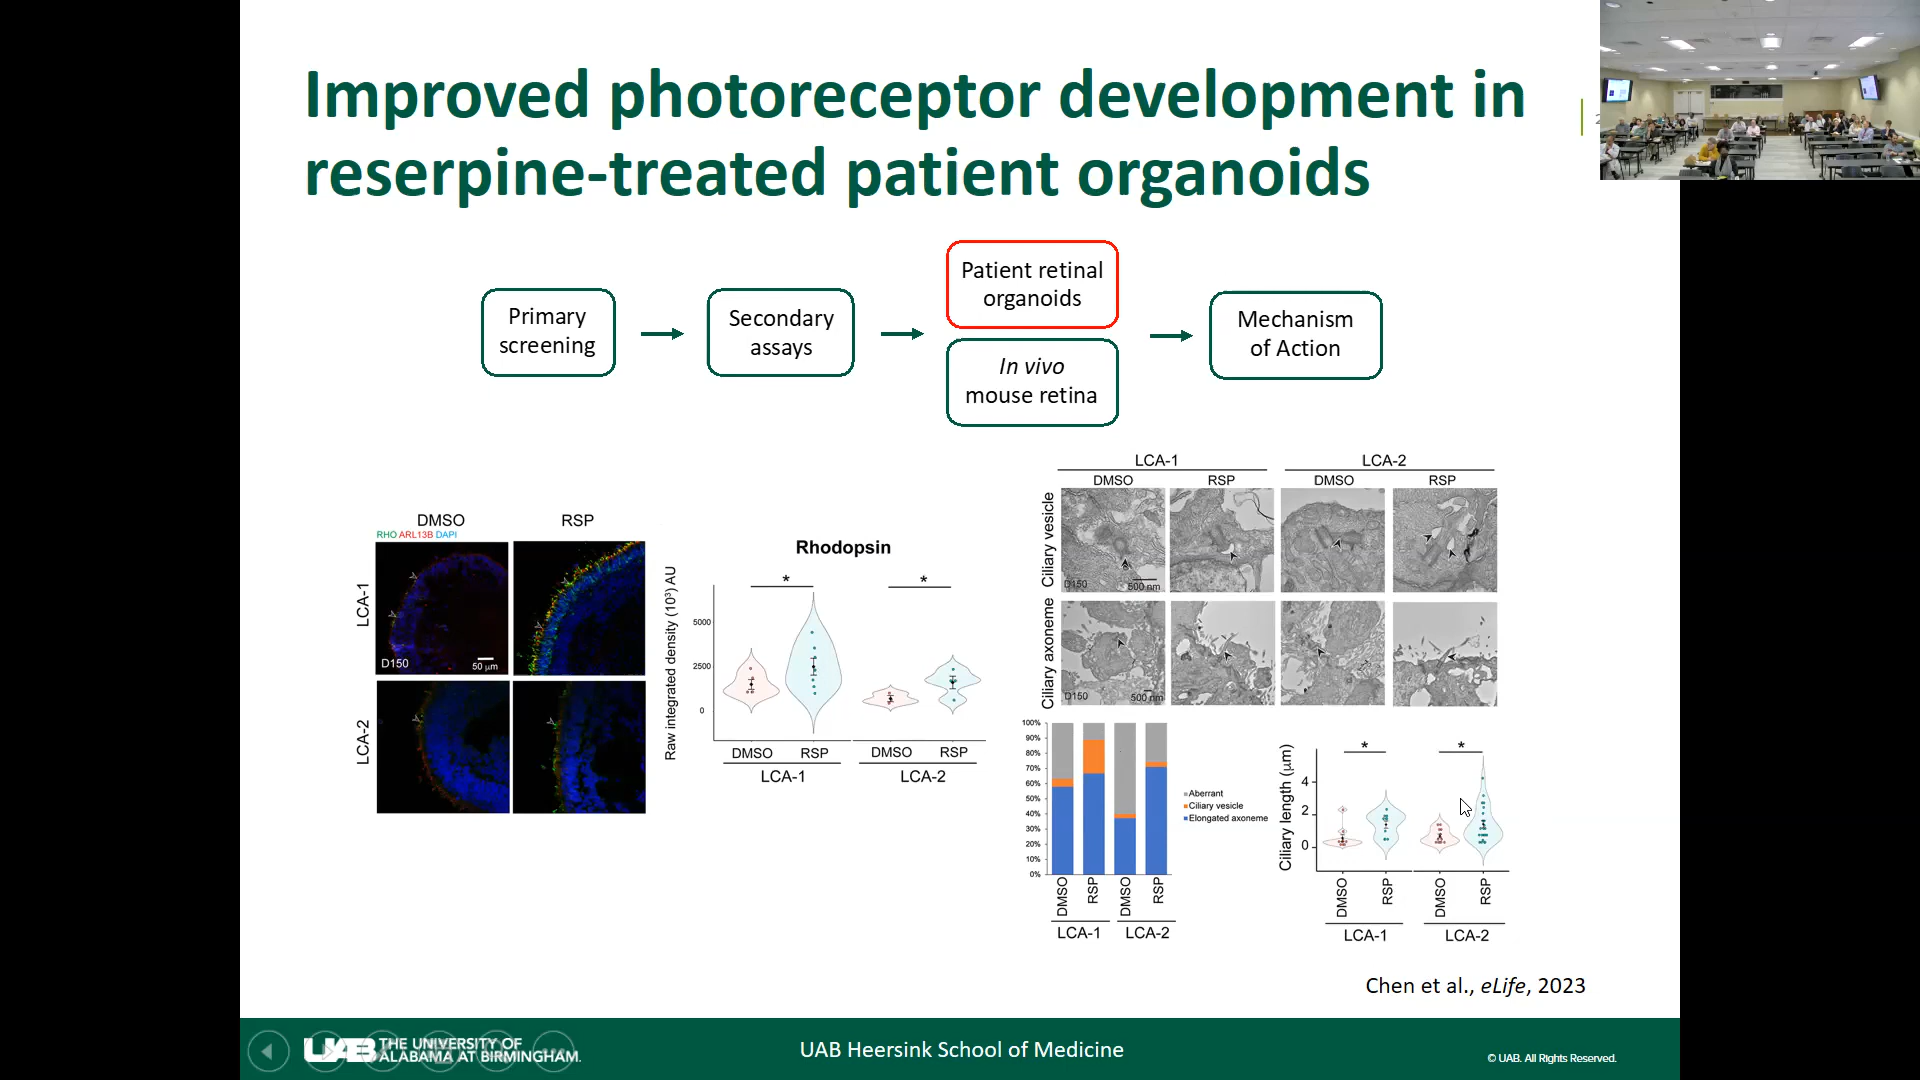 Improved photoreceptor development in
reserpine-treated patient organoids
Primary
screening
Secondary
assays
Patient retinal
organoids
In vivo
mouse retina
Mechanism
of Action
DMSO
RSP
RHO ARL13B DAPI
LCA-1
D150
50 μm
LCA-2
Rhodopsin
Raw integrated density (10³) AU
*
*
5000
2500
0
DMSO
RSP
DMSO
RSP
LCA-1
LCA-2
LCA-1
LCA-2
DMSO
RSP
DMSO
RSP
Ciliary vesicle
D150
500 nm
Ciliary axoneme
D150
500 nm
100%
90%
80%
70%
60%
50%
40%
30%
20%
10%
0%
Aberrant
Ciliary vesicle
Elongated axoneme
DMSO
RSP
DMSO
RSP
LCA-1
LCA-2
Ciliary length (μm)
*
*
4
2
0
DMSO
RSP
DMSO
RSP
LCA-1
LCA-2
Chen et al., eLife, 2023
UAB THE UNIVERSITY OF
ALABAMA AT BIRMINGHAM.
UAB Heersink School of Medicine
© UAB. All Rights Reserved.